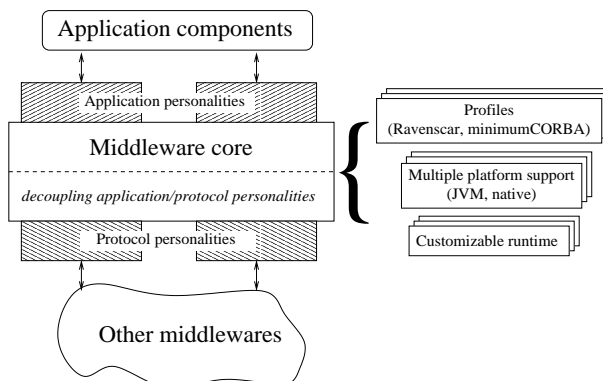 Application components
Application personalities
Middleware core
decoupling application/protocol personalities
Protocol personalities
Other middlewares
Profiles
(Ravenscar, minimumCORBA)
Multiple platform support
(JVM, native)
Customizable runtime